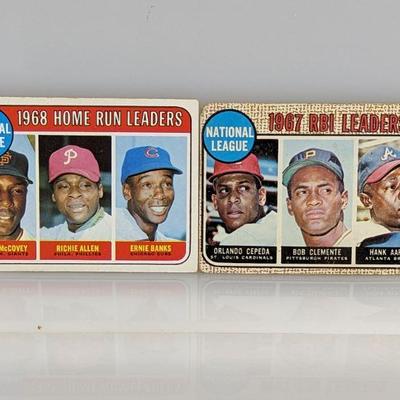 1968 HOME RUN LEADERS
McCOVEY
GIANTS
RICHIE ALLEN
PHILA. PHILLIES
ERNIE BANKS
CHICAGO CUBS
1967 RBI LEADERS
NATIONAL
LEAGUE
ORLANDO CEPEDA
ST. LOUIS CARDINALS
BOB CLEMENTE
PITTSBURGH PIRATES
HANK AAR
ATLANTA BR